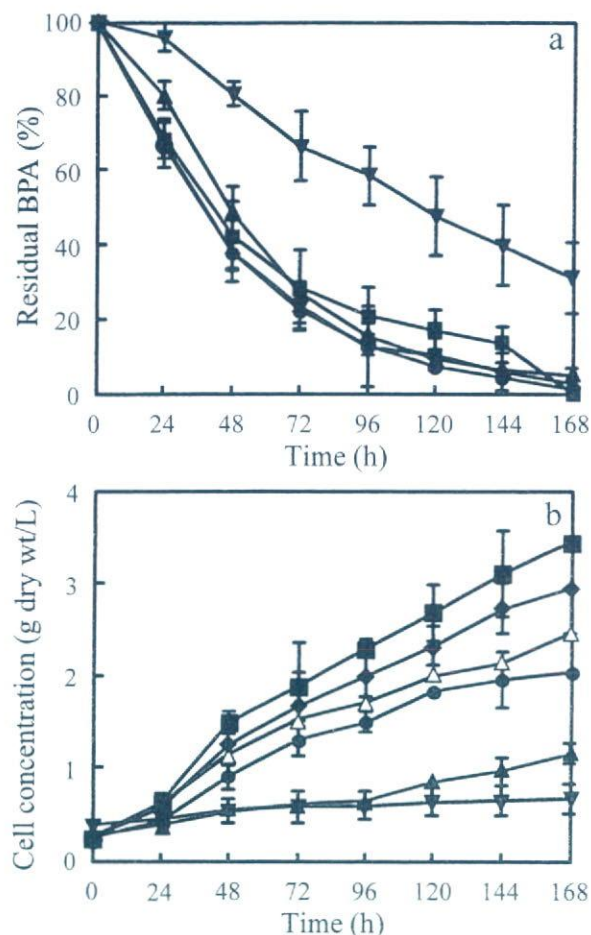 a
100
80
60
40
20
0
Residual BPA (%)
0 24 48 72 96 120 144 168
Time (h)
b
4
3
2
1
0
Cell concentration (g dry wt/L)
0 24 48 72 96 120 144 168
Time (h)